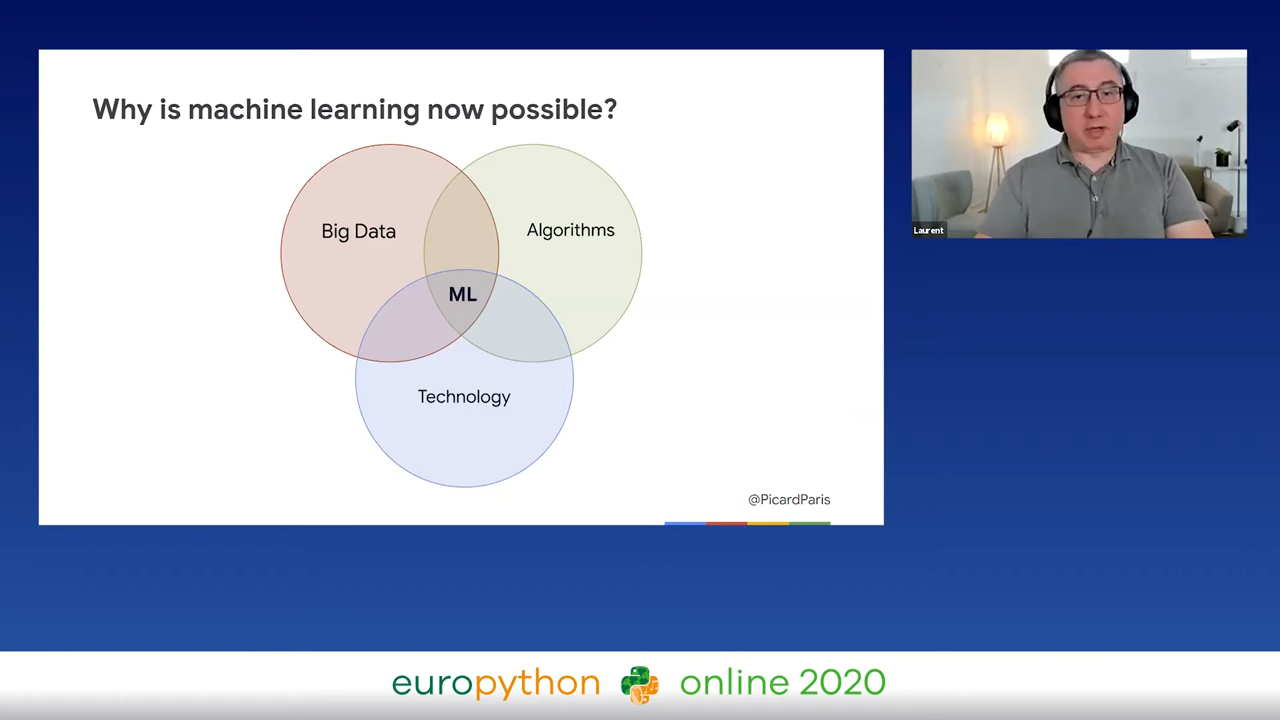 Why is machine learning now possible?
Big Data
Algorithms
ML
Technology
@PicardParis
Laurent
europython online 2020